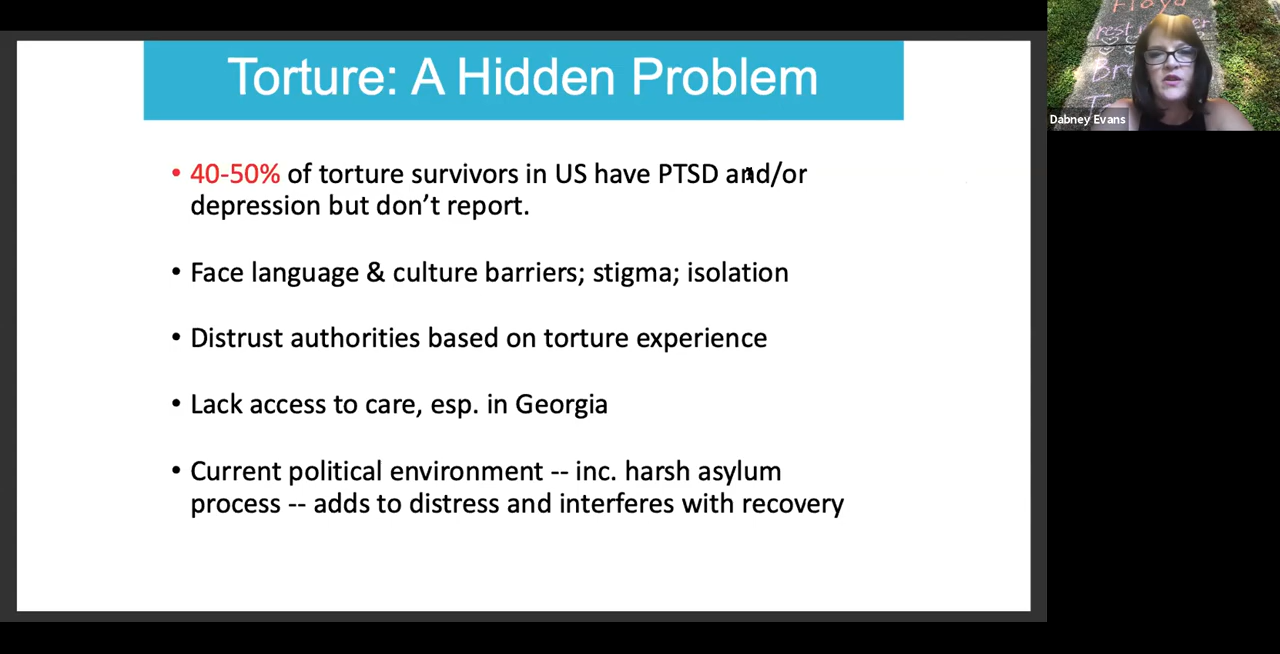 Torture: A Hidden Problem
• 40-50% of torture survivors in US have PTSD and/or
depression but don’t report.
• Face language & culture barriers; stigma; isolation
• Distrust authorities based on torture experience
• Lack access to care, esp. in Georgia
• Current political environment -- inc. harsh asylum
process -- adds to distress and interferes with recovery
Floyd
Dabney Evans